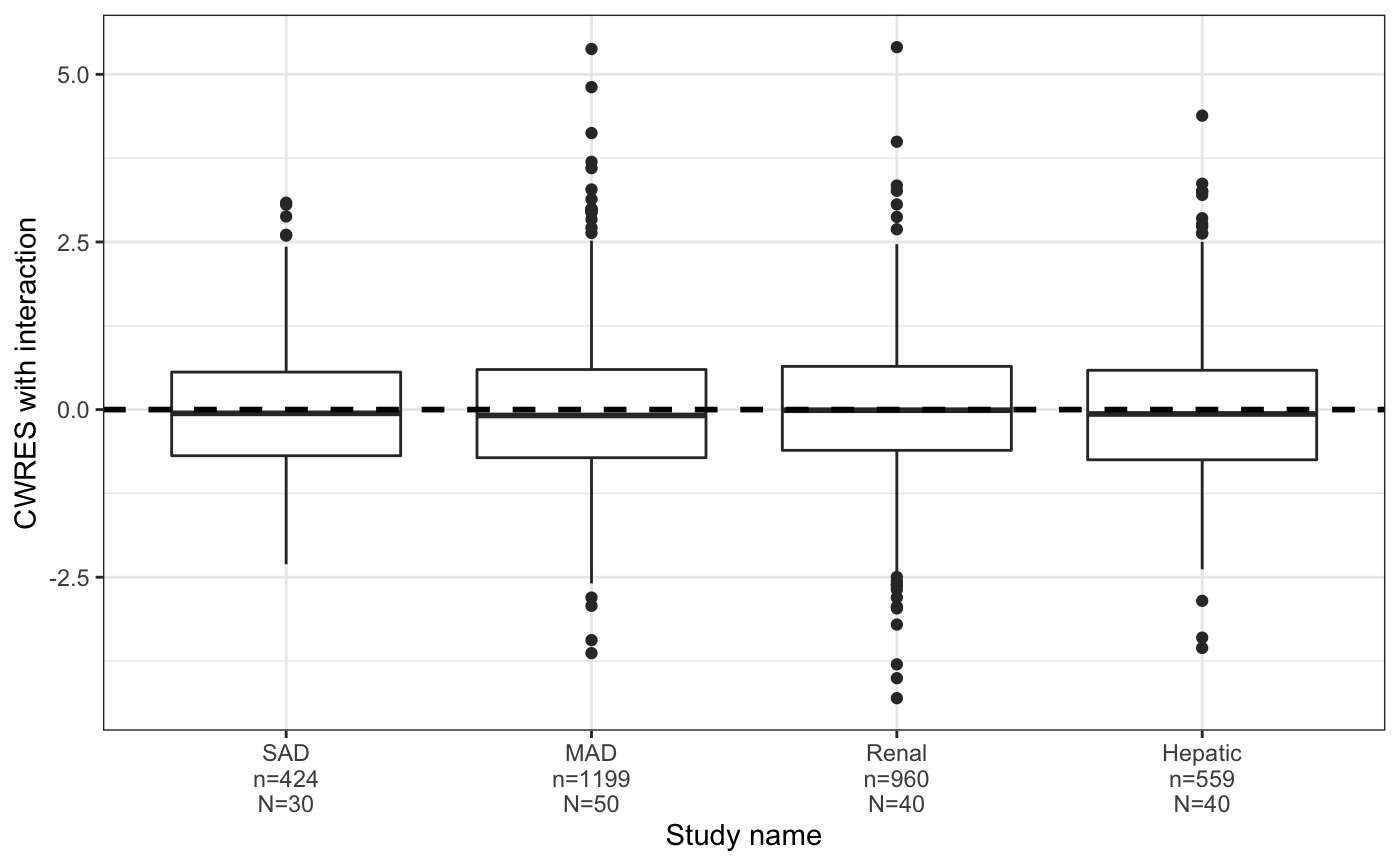 CWRES with interaction
5.0
2.5
0.0
-2.5
SAD
n=424
N=30
MAD
n=1199
N=50
Renal
n=960
N=40
Hepatic
n=559
N=40
Study name